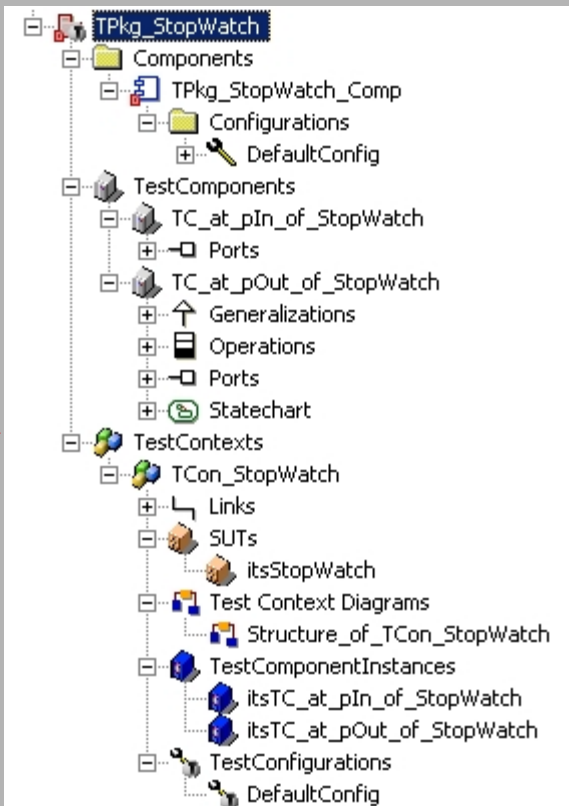 TPkg_StopWatch
Components
TPkg_StopWatch_Comp
Configurations
DefaultConfig
TestComponents
TC_at_pIn_of_StopWatch
Ports
TC_at_pOut_of_StopWatch
Generalizations
Operations
Ports
Statechart
TestContexts
TCon_StopWatch
Links
SUTs
itsStopWatch
Test Context Diagrams
Structure_of_TCon_StopWatch
TestComponentInstances
itsTC_at_pIn_of_StopWatch
itsTC_at_pOut_of_StopWatch
TestConfigurations
DefaultConfig